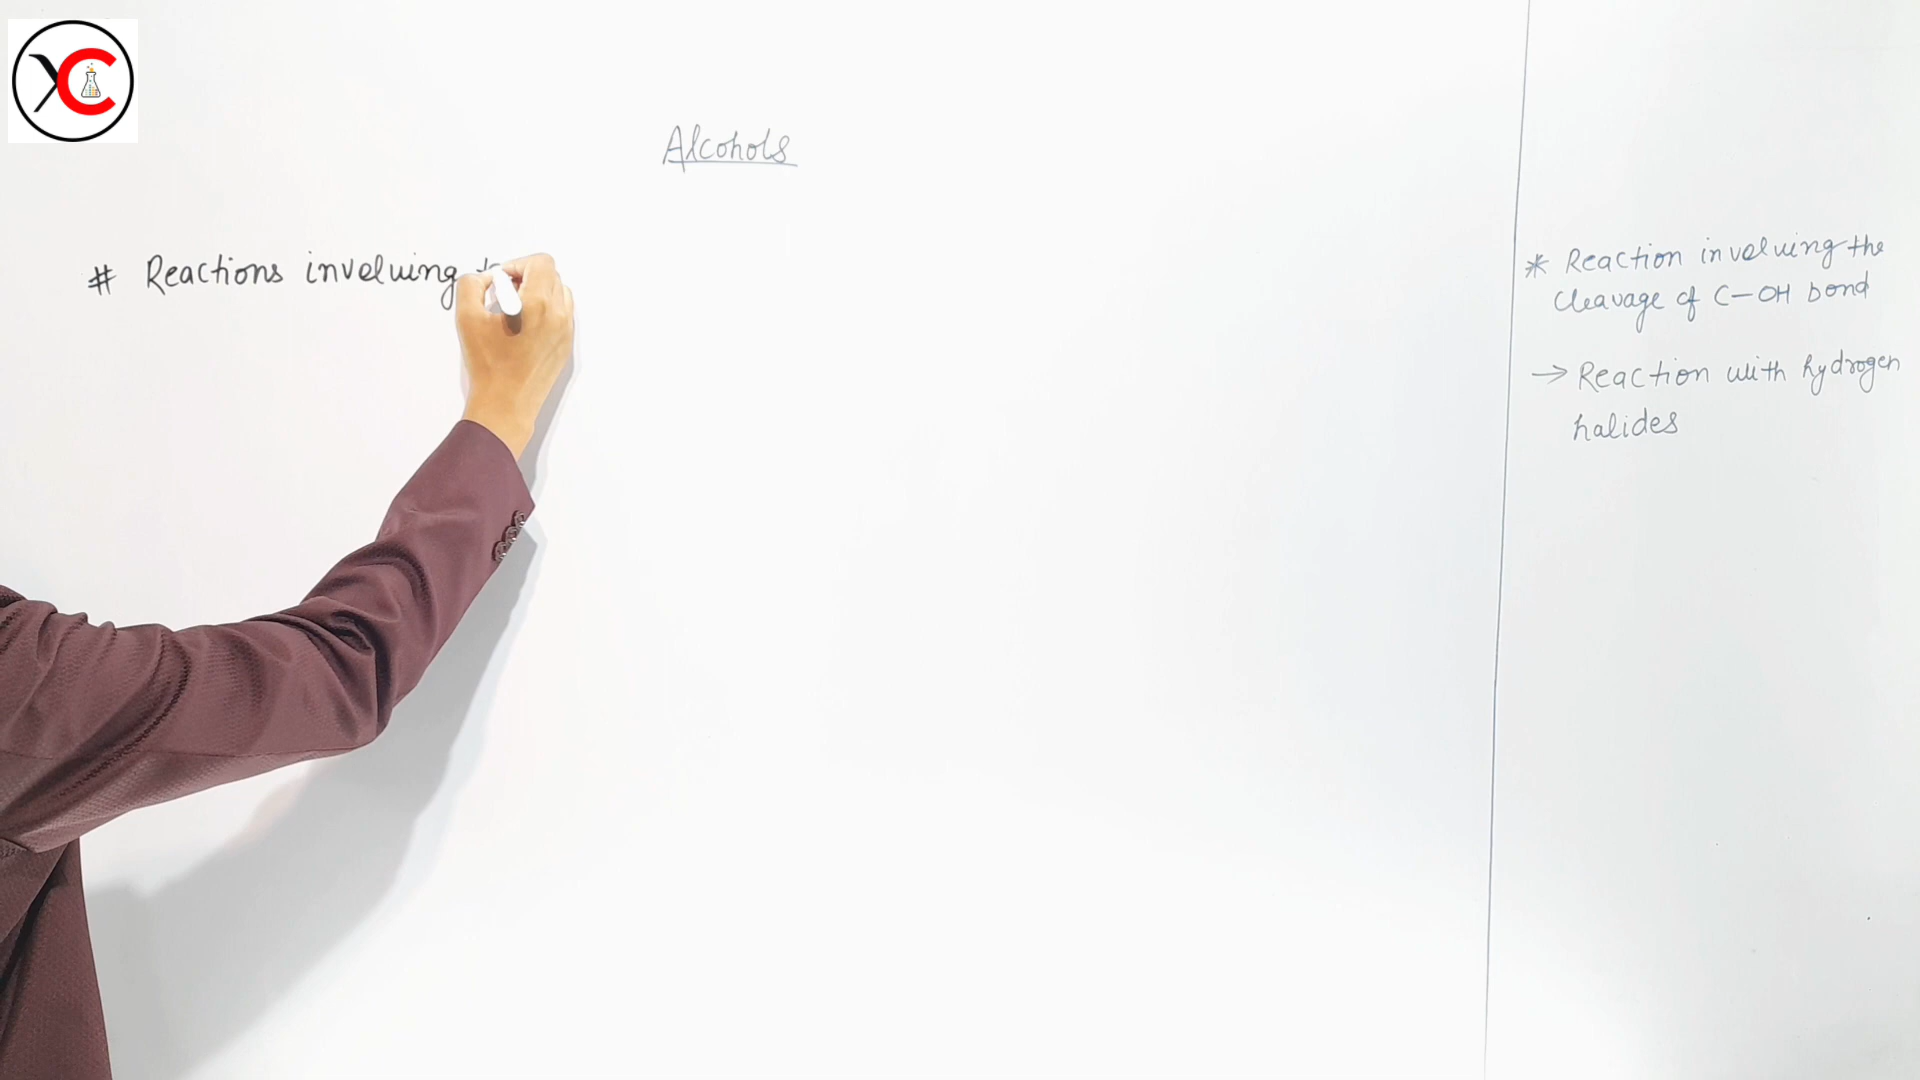 Alcohols
# Reactions involving
* Reaction involving the
cleavage of C-OH bond
→ Reaction with hydrogen
halides